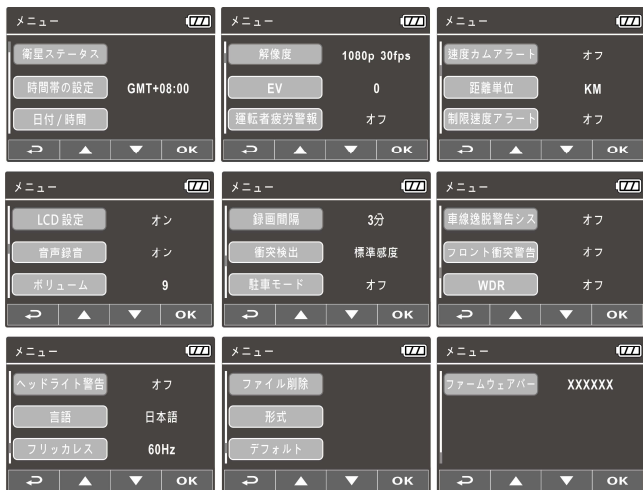 メニュー
衛星ステータス
時間帯の設定 GMT+08:00
日付/時間
OK
メニュー
解像度 1080p 30fps
EV 0
運転者疲労警報 オフ
OK
メニュー
速度カムアラート オフ
距離単位 KM
制限速度アラート オフ
OK
メニュー
LCD 設定 オン
音声録音 オン
ボリューム 9
OK
メニュー
録画間隔 3分
衝突検出 標準感度
駐車モード オフ
OK
メニュー
車線逸脱警告シス オフ
フロント衝突警告 オフ
WDR オフ
OK
メニュー
ヘッドライト警告 オフ
言語 日本語
フリッカレス 60Hz
OK
メニュー
ファイル削除
形式
デフォルト
OK
メニュー
ファームウェアバー XXXXXX
OK